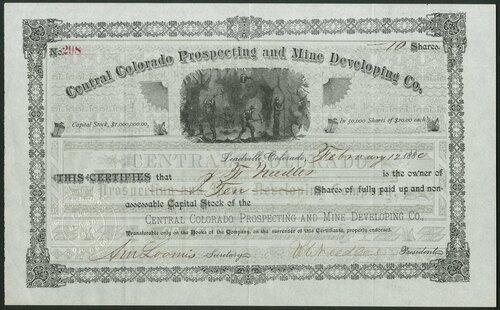 No. 208
10 Shares.
Central Colorado Prospecting and Mine Developing Co.
Capital Stock, $1,000,000.00,
In 50,000 Shares of $20.00 each
Leadville Colorado, February 12 1880
THIS CERTIFIES that J W Needles is the owner of
Ten Shares of fully paid up and non-
assessable Capital Stock of the
CENTRAL COLORADO PROSPECTING AND MINE DEVELOPING CO.,
Transferable only on the Books of the Company, on the surrender of this Certificate, properly endorsed.
Loomis Secretary
President